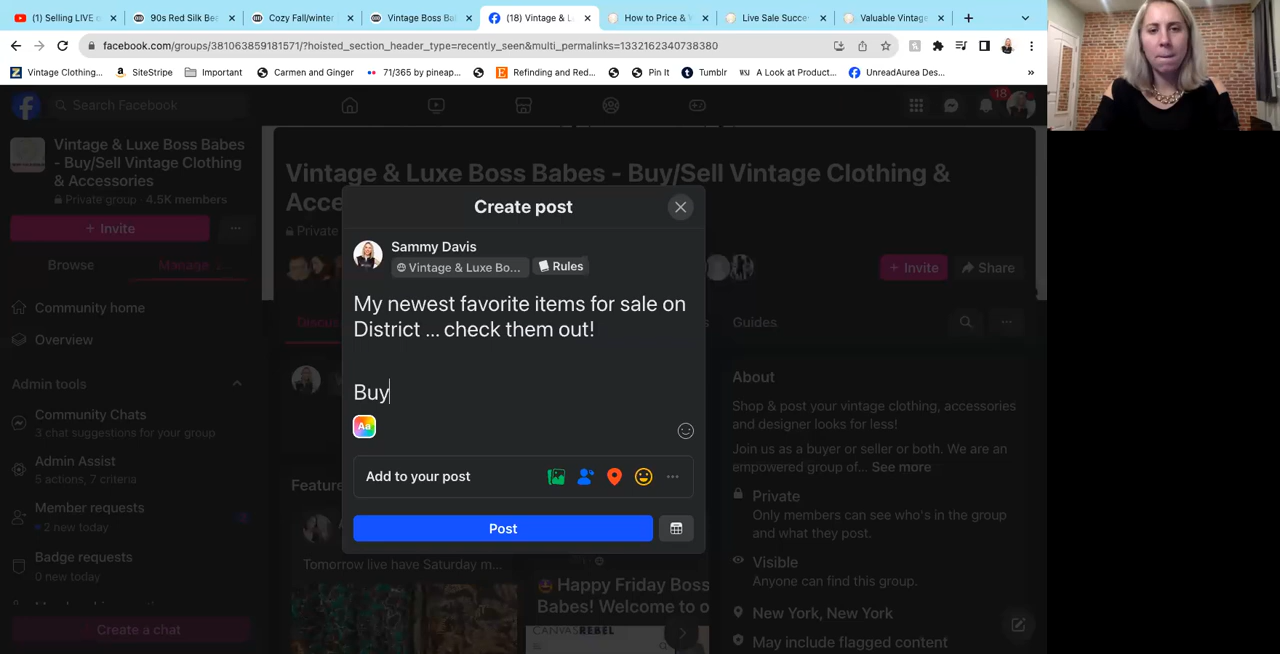 (1) Selling LIVE o
90s Red Silk Bea
Cozy Fall/winter
Vintage Boss Bal
(18) Vintage & L
How to Price & 
Live Sale Succe
Valuable Vintage
facebook.com/groups/381063859181571/?hoisted_section_header_type=recently_seen&multi_permalinks=1332162340738380
Vintage Clothing...
SiteStripe
Important
Carmen and Ginger
71/365 by pineap...
Refinding and Red...
Pin It
Tumblr
WSJ A Look at Product...
UnreadAurea Des...
»
Search Facebook
18
Vintage & Luxe Boss Babes
- Buy/Sell Vintage Clothing
& Accessories
Private group · 4.5K members
+ Invite
Browse
Manage
Community home
Overview
Admin tools
Community Chats
3 chat suggestions for your group
Admin Assist
5 actions, 7 criteria
Member requests
2 new today
Badge requests
0 new today
Create a chat
Vintage & Luxe Boss Babes - Buy/Sell Vintage Clothing &
Private
+ Invite
Share
Guides
Create post
Sammy Davis
Vintage & Luxe Bo...
Rules
My newest favorite items for sale on
District ... check them out!
Buy
Aa
Add to your post
Post
Tomorrow live have Saturday m...
Happy Friday Boss
Babes! Welcome to o
CANVASREBEL
About
Shop & post your vintage clothing, accessories
and designer looks for less!
Join us as a buyer or seller or both. We are an
empowered group of... See more
Private
Only members can see who's in the group
and what they post.
Visible
Anyone can find this group.
New York, New York
May include flagged content